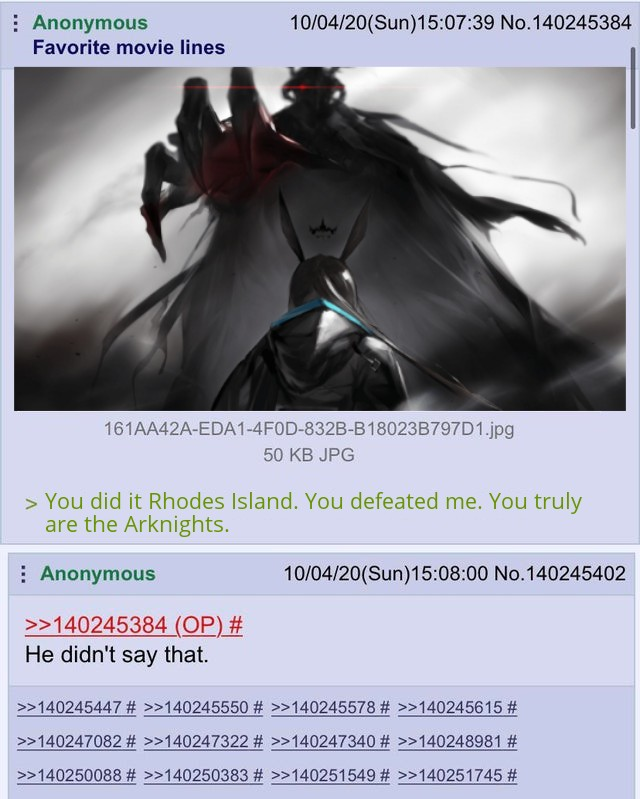 Anonymous 10/04/20(Sun)15:07:39 No.140245384
Favorite movie lines
161AA42A-EDA1-4F0D-832B-B18023B797D1.jpg
50 KB JPG
> You did it Rhodes Island. You defeated me. You truly
are the Arknights.
Anonymous 10/04/20(Sun)15:08:00 No.140245402
>>140245384 (OP) #
He didn't say that.
>>140245447 # >>140245550 # >>140245578 # >>140245615 #
>>140247082 # >>140247322 # >>140247340 # >>140248981 #
>>140250088 # >>140250383 # >>140251549 # >>140251745 #